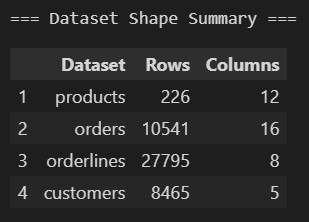 === Dataset Shape Summary ===
Dataset Rows Columns
1 products 226 12
2 orders 10541 16
3 orderlines 27795 8
4 customers 8465 5